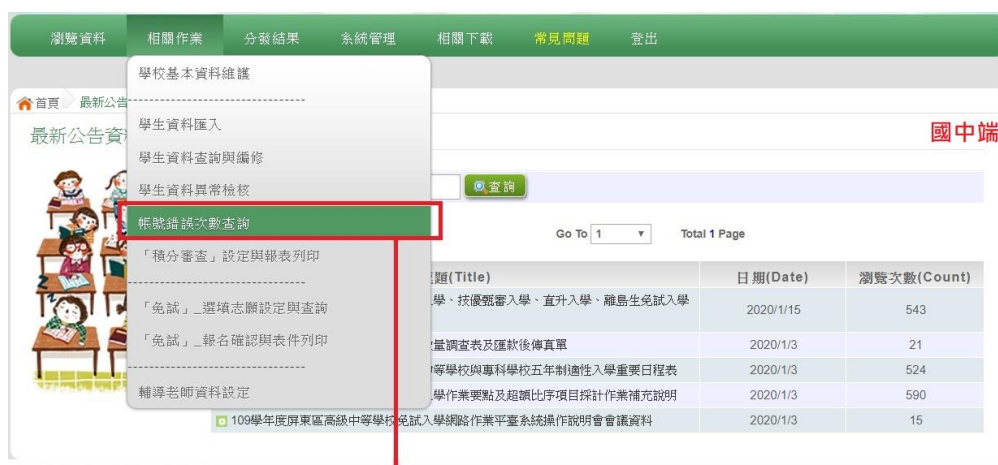 瀏覽資料 相關作業 分發結果 系統管理 相關下載 常見問題 登出
學校基本資料維護
首頁 最新公告
學生資料匯入
最新公告資
國中端
學生資料查詢與編修
學生資料異常檢核
查詢
帳號錯誤次數查詢
Go To 1 Total 1 Page
「積分審查」設定與報表列印
題(Title) 日期(Date) 瀏覽次數(Count)
學、技優甄審入學、直升入學、離島生免試入學 2020/1/15 543
「免試」_選填志願設定與查詢
「免試」_報名確認與表件列印
量調查表及匯款後傳真單 2020/1/3 21
等學校與專科學校五年制適性入學重要日程表 2020/1/3 524
輔導老師資料設定
學作業要點及超額比序項目採計作業補充說明 2020/1/3 590
109學年度屏東區高級中等學校免試入學網路作業平臺系統操作說明會會議資料 2020/1/3 15